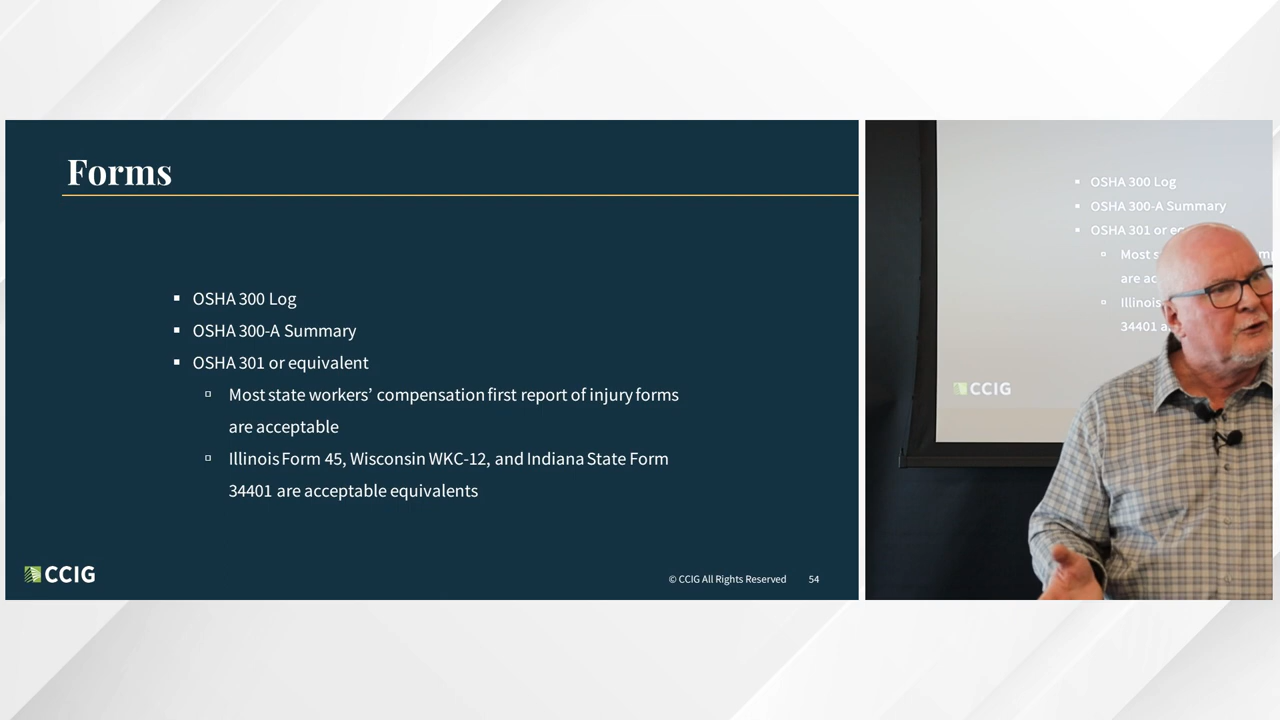 Forms
OSHA 300 Log
OSHA 300-A Summary
OSHA 301 or equivalent
Most state workers’ compensation first report of injury forms
are acceptable
Illinois Form 45, Wisconsin WKC-12, and Indiana State Form
34401 are acceptable equivalents
CCIG
© CCIG All Rights Reserved 54
OSHA 300 Log
OSHA 300-A Summary
OSHA 301 or
Most
are
Illinois
34401
CCIG